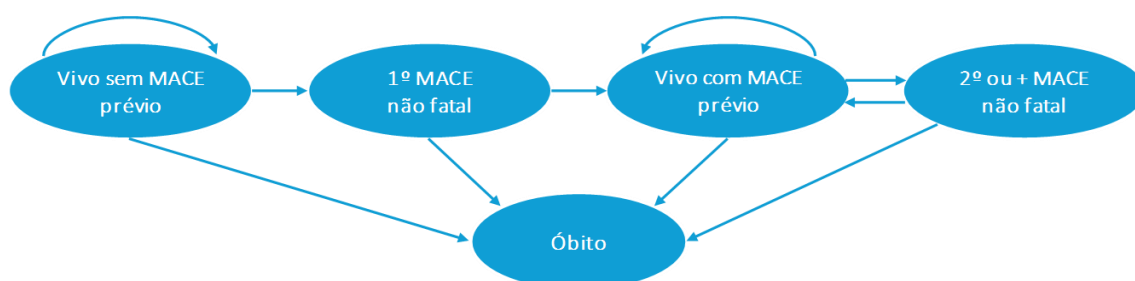 Vivo sem MACE
prévio
1º MACE
não fatal
Vivo com MACE
prévio
2º ou + MACE
não fatal
Óbito